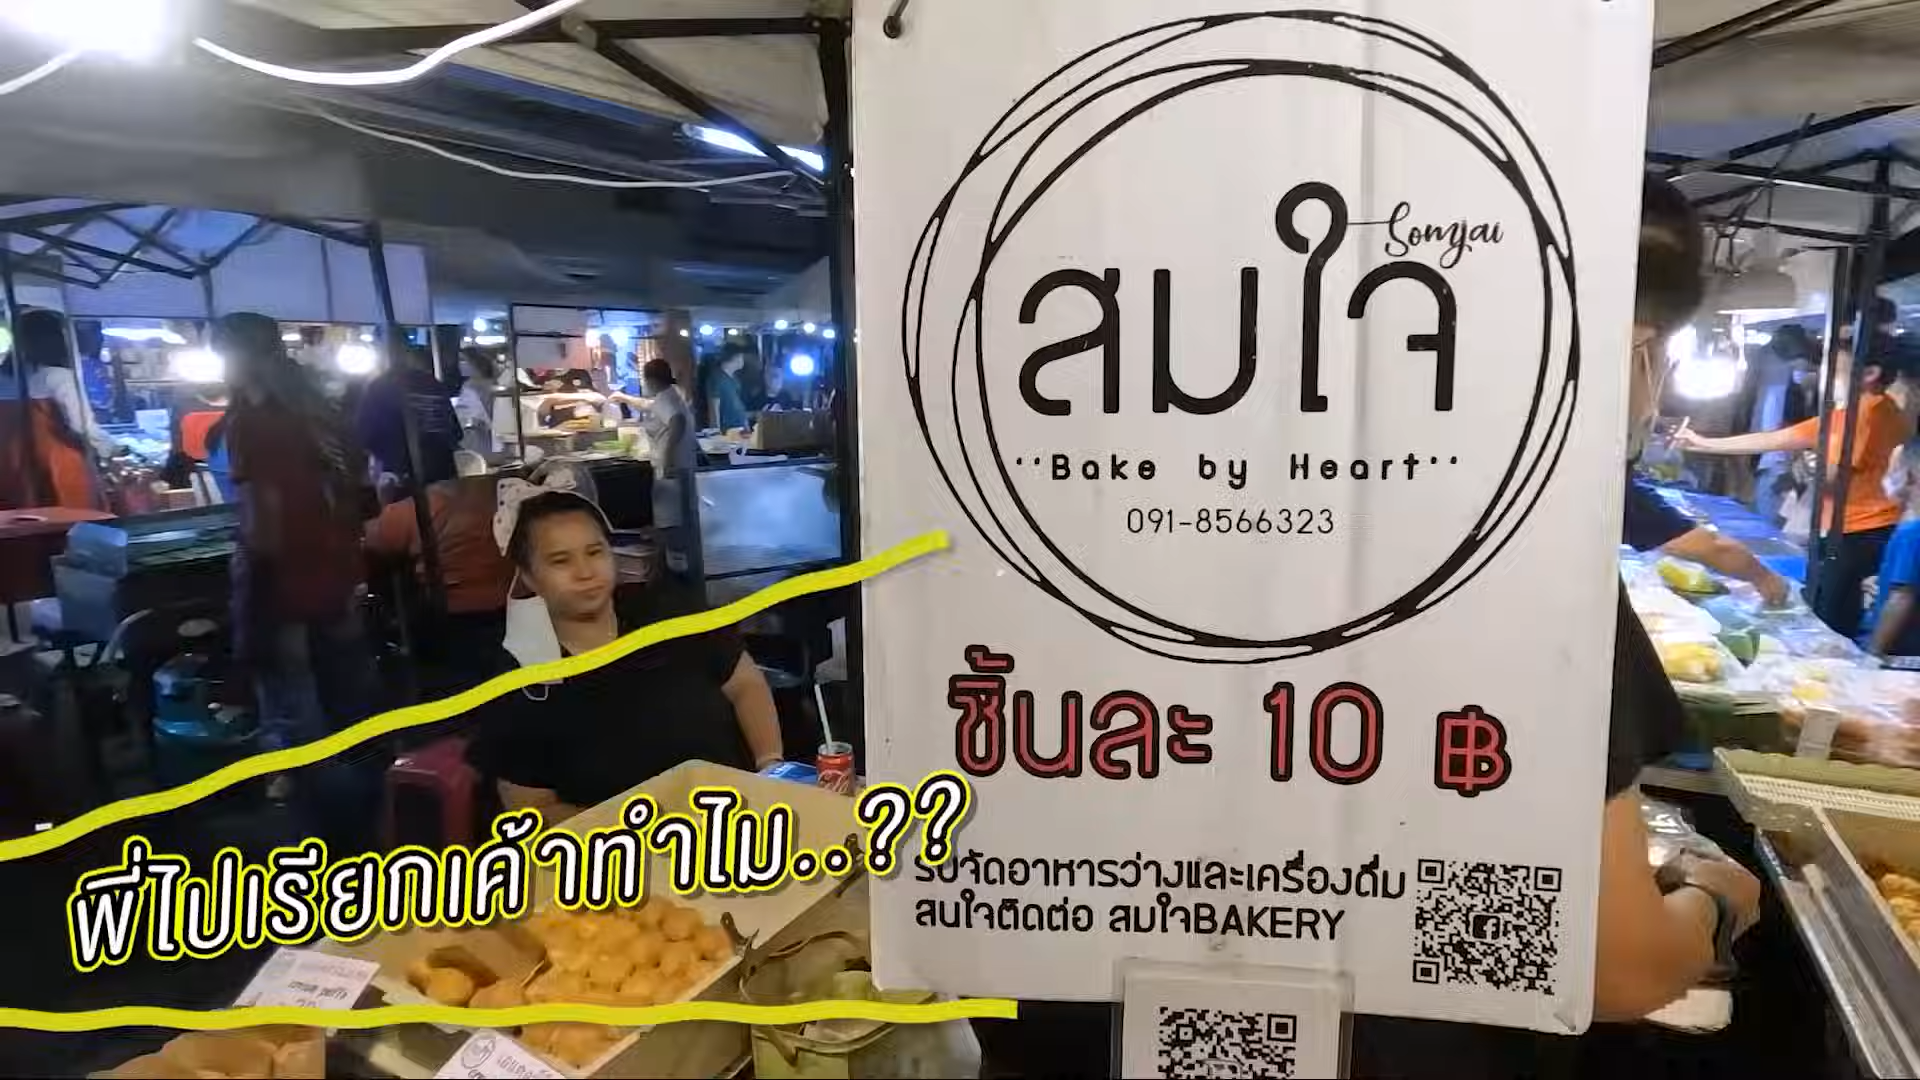 Somjai
สมใจ
··Bake by Heart··
091-8566323
ชิ้นละ 10 ฿
พี่ไปเรียกเค้าทำไม..??
รับจัดอาหารว่างและเครื่องดื่ม
สนใจติดต่อ สมใจBAKERY